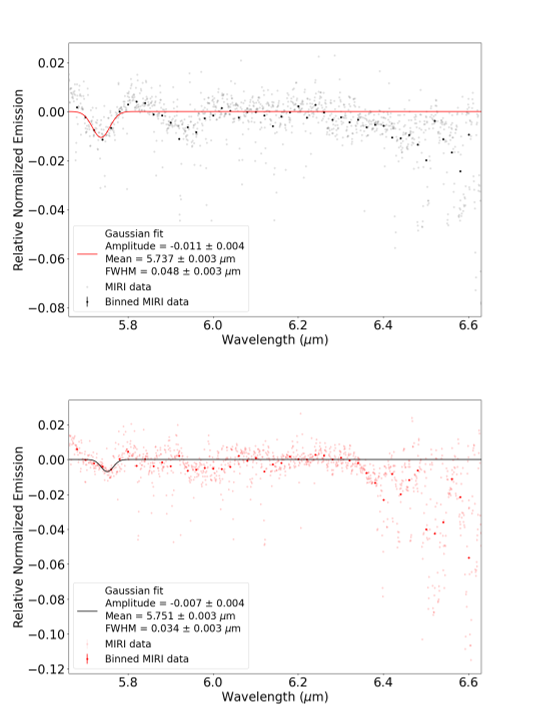 0.02
0.00
−0.02
−0.04
−0.06
−0.08
Relative Normalized Emission
Gaussian fit
Amplitude = -0.011 ± 0.004
Mean = 5.737 ± 0.003 μm
FWHM = 0.048 ± 0.003 μm
MIRI data
Binned MIRI data
5.8 6.0 6.2 6.4 6.6
Wavelength (μm)
0.02
0.00
−0.02
−0.04
−0.06
−0.08
−0.10
−0.12
Relative Normalized Emission
Gaussian fit
Amplitude = -0.007 ± 0.004
Mean = 5.751 ± 0.003 μm
FWHM = 0.034 ± 0.003 μm
MIRI data
Binned MIRI data
5.8 6.0 6.2 6.4 6.6
Wavelength (μm)